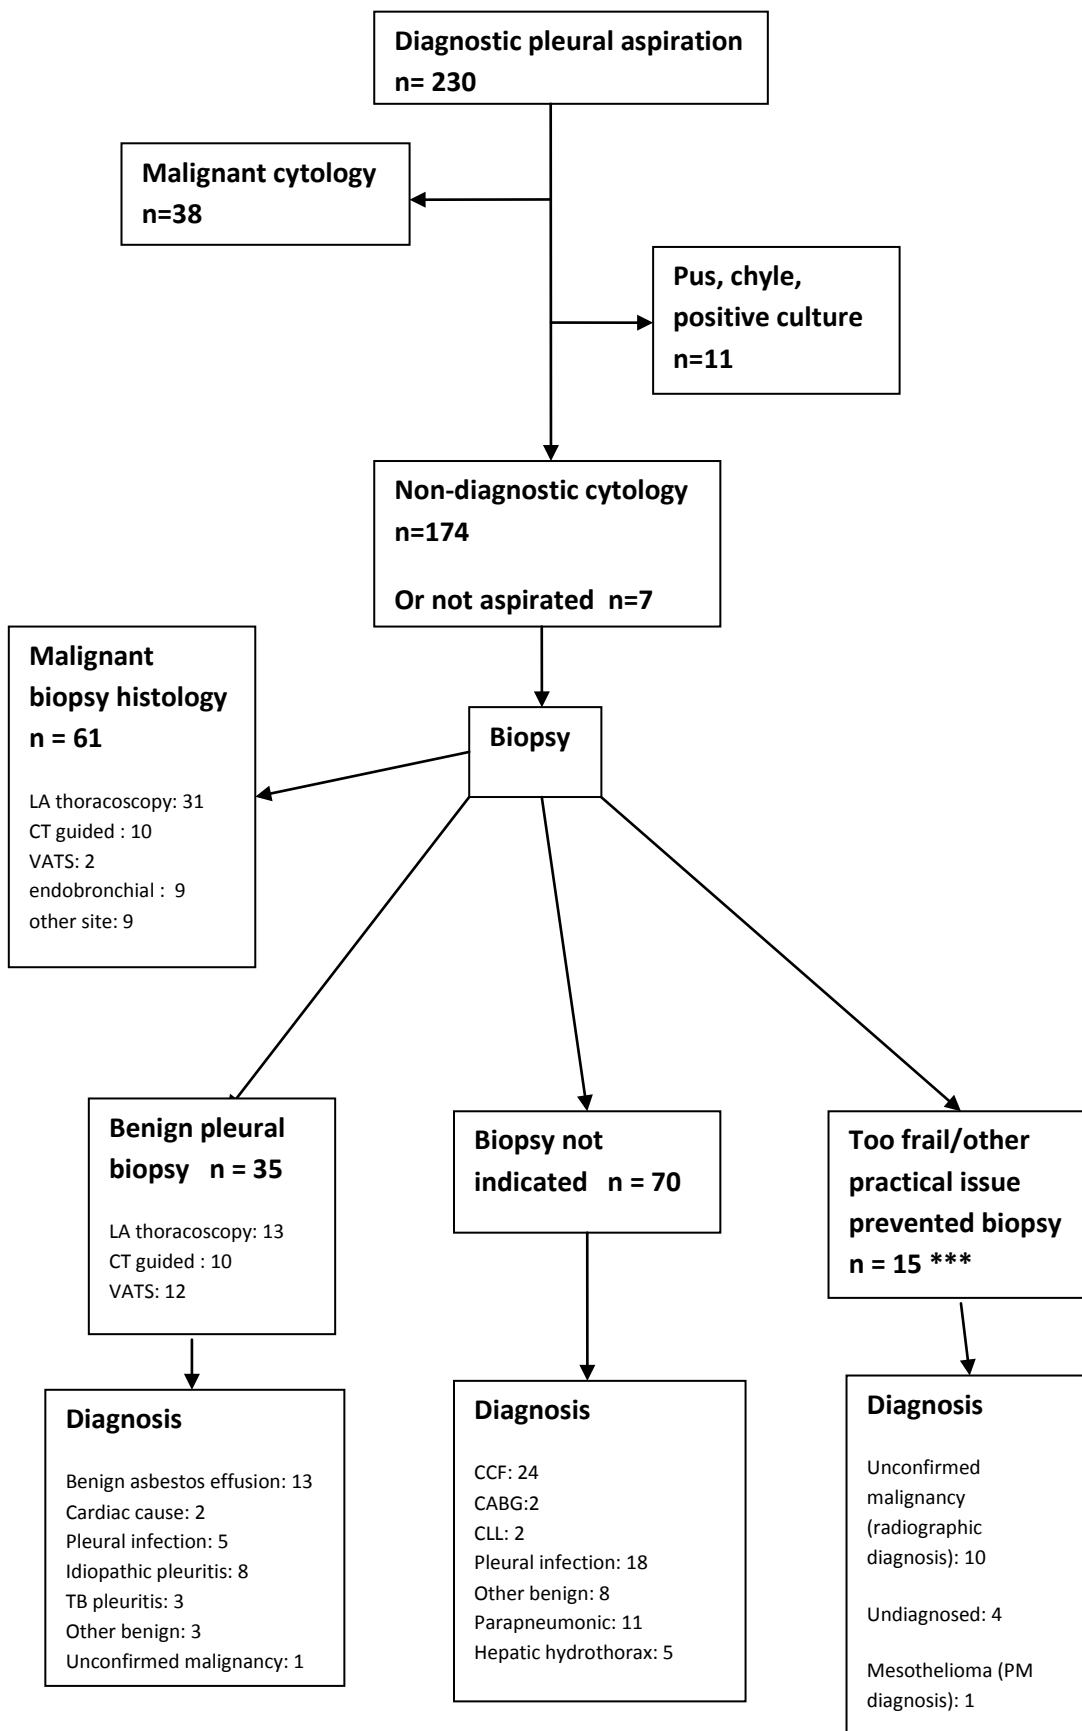 Diagnostic pleural aspiration
n= 230
Malignant cytology
n=38
Pus, chyle,
positive culture
n=11
Non-diagnostic cytology
n=174
Or not aspirated n=7
Malignant
biopsy histology
n = 61
LA thoracoscopy: 31
CT guided : 10
VATS: 2
endobronchial : 9
other site: 9
Biopsy
Benign pleural
biopsy n = 35
LA thoracoscopy: 13
CT guided : 10
VATS: 12
Biopsy not
indicated n = 70
Too frail/other
practical issue
prevented biopsy
n = 15 ***
Diagnosis
Benign asbestos effusion: 13
Cardiac cause: 2
Pleural infection: 5
Idiopathic pleuritis: 8
TB pleuritis: 3
Other benign: 3
Unconfirmed malignancy: 1
Diagnosis
CCF: 24
CABG:2
CLL: 2
Pleural infection: 18
Other benign: 8
Parapneumonic: 11
Hepatic hydrothorax: 5
Diagnosis
Unconfirmed
malignancy
(radiographic
diagnosis): 10
Undiagnosed: 4
Mesothelioma (PM
diagnosis): 1